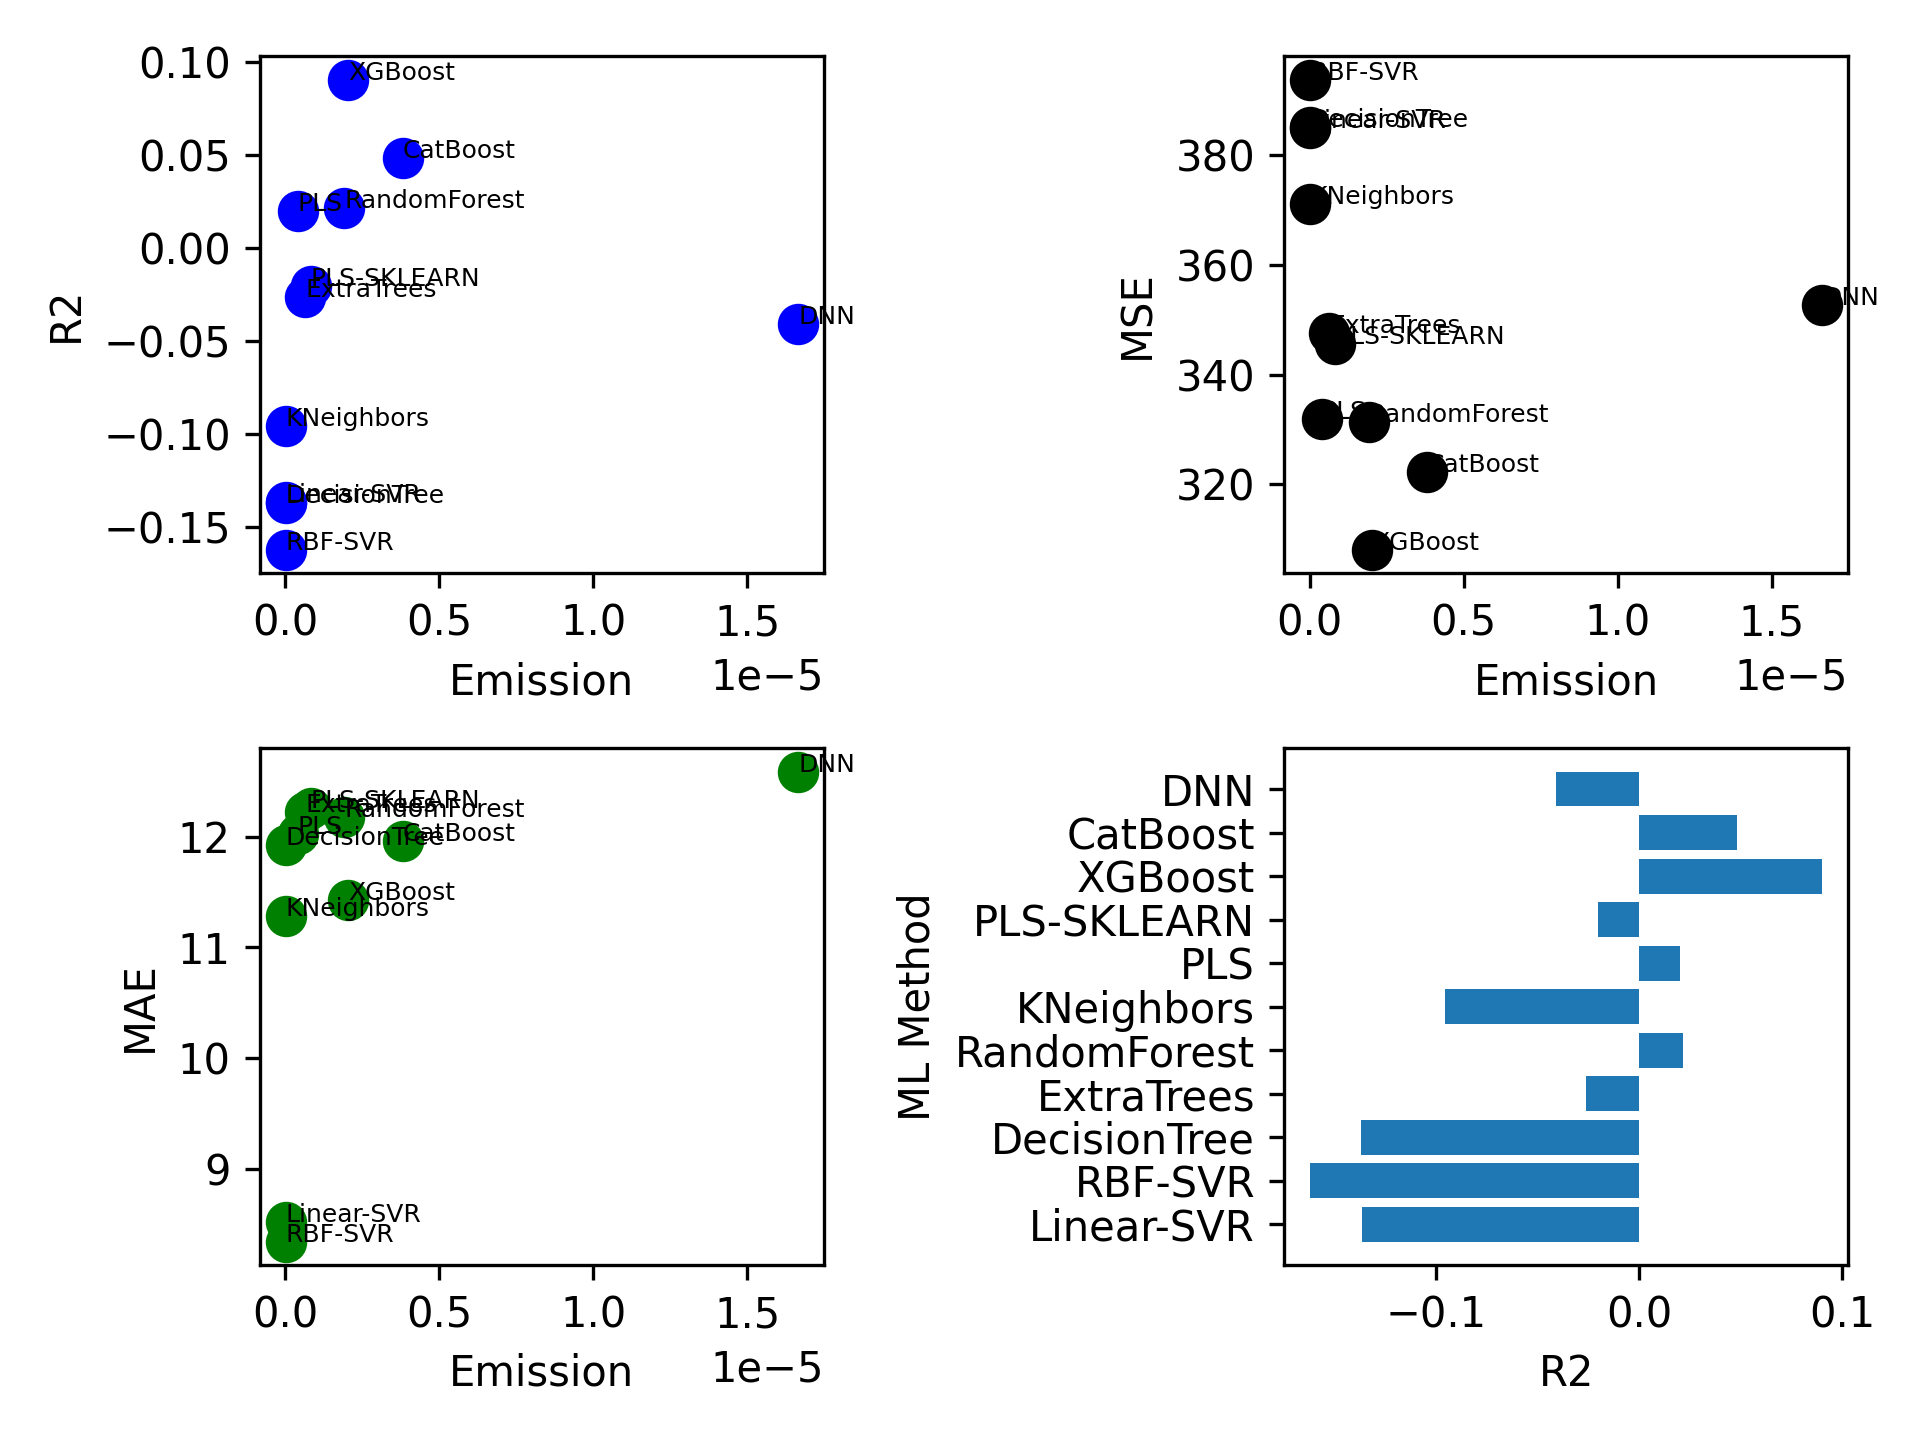 R2
0.10
0.05
0.00
−0.05
−0.10
−0.15
XGBoost
CatBoost
PLS
RandomForest
PLS-SKLEARN
ExtraTrees
DNN
KNeighbors
Linear-SVR
DecisionTree
RBF-SVR
0.0 0.5 1.0 1.5
1e−5
Emission
MSE
380
360
340
320
RBF-SVR
DecisionTree
Linear-SVR
KNeighbors
DNN
ExtraTrees
PLS-SKLEARN
PLS
RandomForest
CatBoost
XGBoost
0.0 0.5 1.0 1.5
1e−5
Emission
MAE
12
11
10
9
DNN
PLS-SKLEARN
ExtraTrees
RandomForest
PLS
DecisionTree
CatBoost
XGBoost
KNeighbors
Linear-SVR
RBF-SVR
0.0 0.5 1.0 1.5
1e−5
Emission
ML Method
DNN
CatBoost
XGBoost
PLS-SKLEARN
PLS
KNeighbors
RandomForest
ExtraTrees
DecisionTree
RBF-SVR
Linear-SVR
−0.1 0.0 0.1
R2